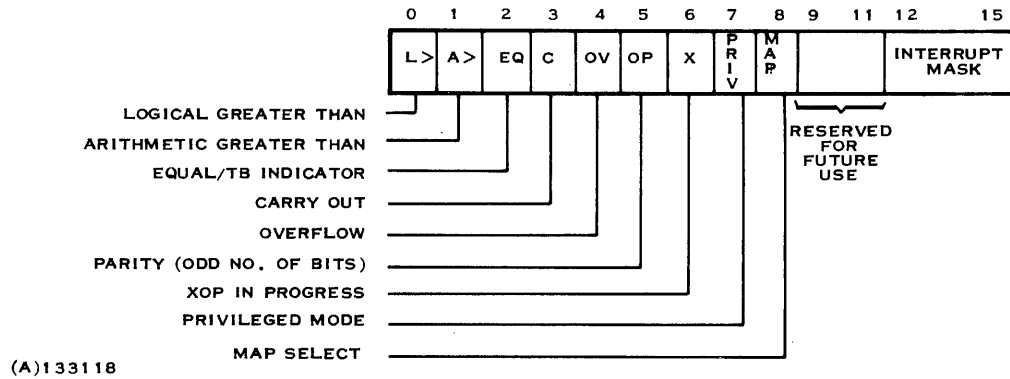 0 1 2 3 4 5 6 7 8 9 11 12 15
L> A> EQ C OV OP X PRIV MAP INTERRUPT MASK
LOGICAL GREATER THAN
ARITHMETIC GREATER THAN
RESERVED FOR FUTURE USE
EQUAL/TB INDICATOR
CARRY OUT
OVERFLOW
PARITY (ODD NO. OF BITS)
XOP IN PROGRESS
PRIVILEGED MODE
MAP SELECT
(A)133118